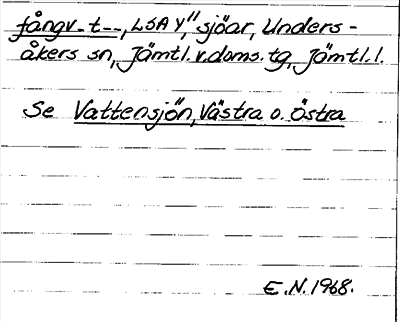 fångv. t--, LSA Y," sjöar, Unders-
åkers sn, Jämtl. v. doms. tg, Jämtl. l.
Se Vattensjön, Västra o. Östra
E.N. 1968.